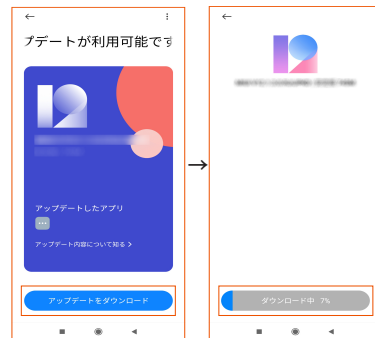 プデートが利用可能です
アップデートしたアプリ
アップデート内容について知る
アップデートをダウンロード
ダウンロード中 7%